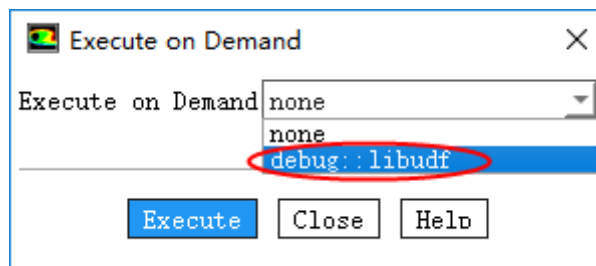 Execute on Demand
Execute on Demand none
none
debug::libudf
Execute Close Help